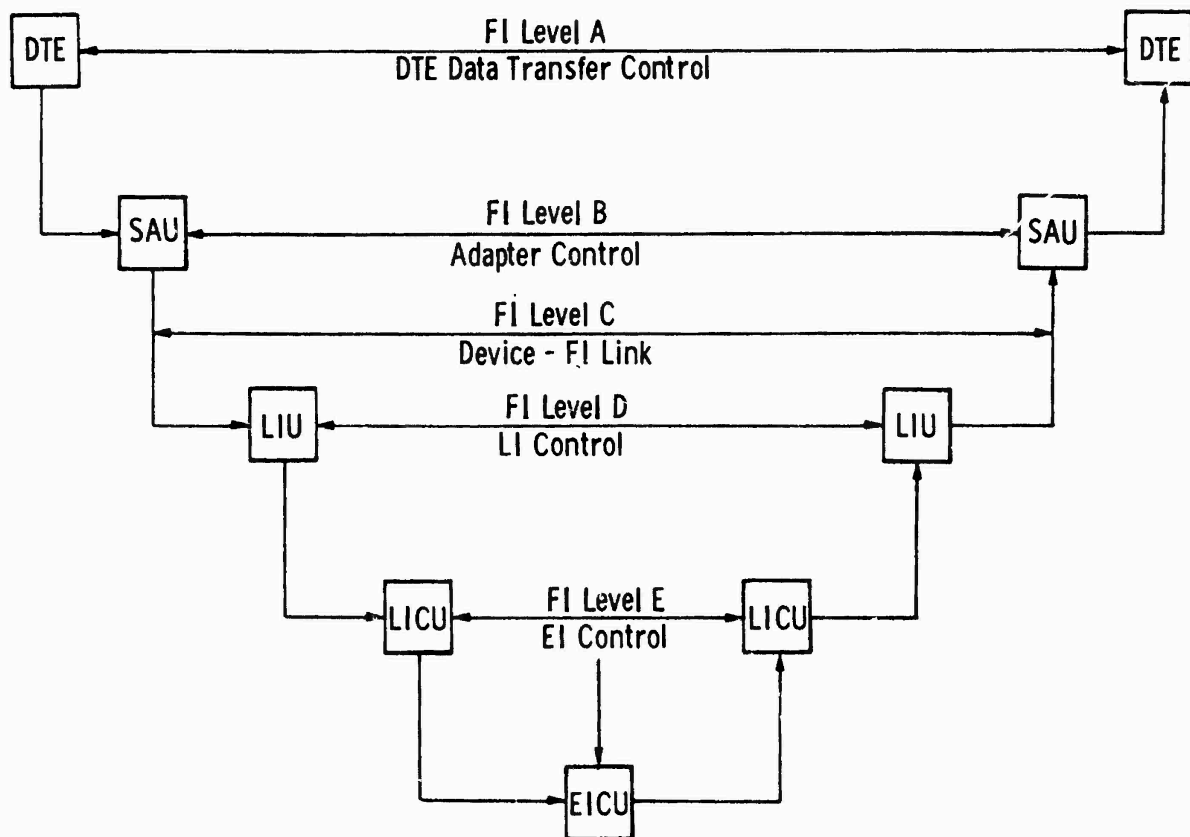 DTE
FI Level A
DTE Data Transfer Control
DTE
SAU
FI Level B
Adapter Control
SAU
FI Level C
Device - FI Link
LIU
FI Level D
LI Control
LIU
LICU
FI Level E
EI Control
LICU
EICU